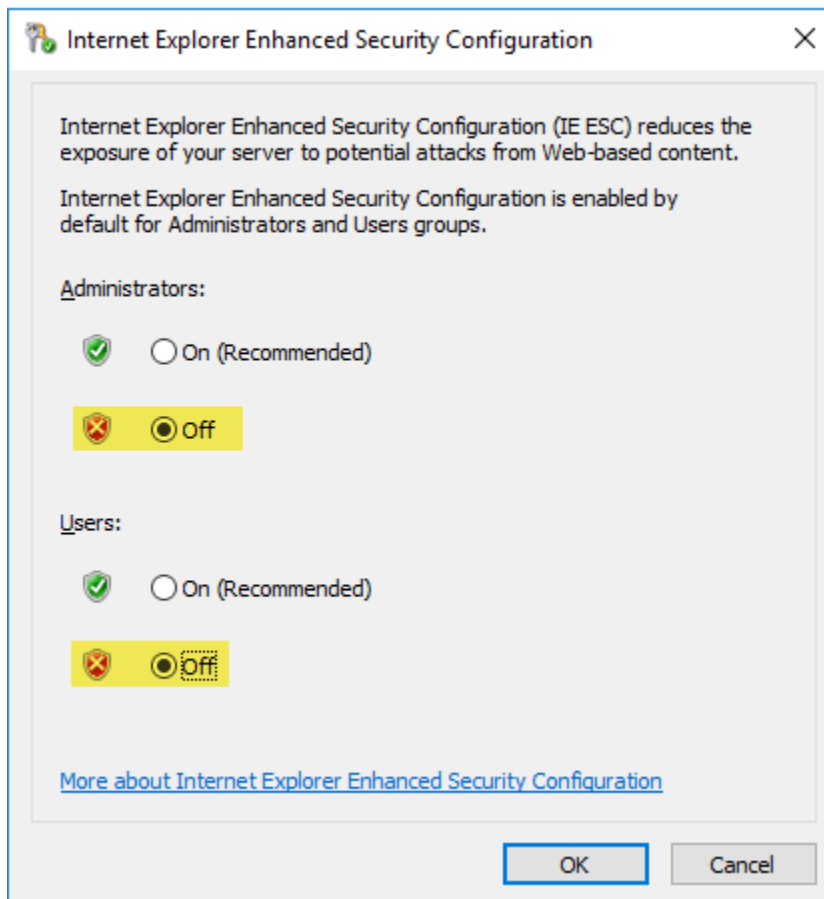 Internet Explorer Enhanced Security Configuration
Internet Explorer Enhanced Security Configuration (IE ESC) reduces the
exposure of your server to potential attacks from Web-based content.
Internet Explorer Enhanced Security Configuration is enabled by
default for Administrators and Users groups.
Administrators:
On (Recommended)
Off
Users:
On (Recommended)
Off
More about Internet Explorer Enhanced Security Configuration
OK
Cancel